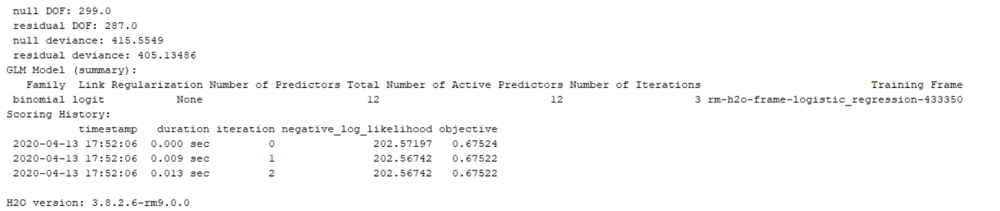 null DOF: 299.0
residual DOF: 287.0
null deviance: 415.5549
residual deviance: 405.13486
GLM Model (summary):
Family Link Regularization Number of Predictors Total Number of Active Predictors Number of Iterations Training Frame
binomial logit None 12 12 3 rm-h2o-frame-logistic_regression-433350
Scoring History:
timestamp duration iteration negative_log_likelihood objective
2020-04-13 17:52:06 0.000 sec 0 202.57197 0.67524
2020-04-13 17:52:06 0.009 sec 1 202.56742 0.67522
2020-04-13 17:52:06 0.013 sec 2 202.56742 0.67522
H2O version: 3.8.2.6-rm9.0.0